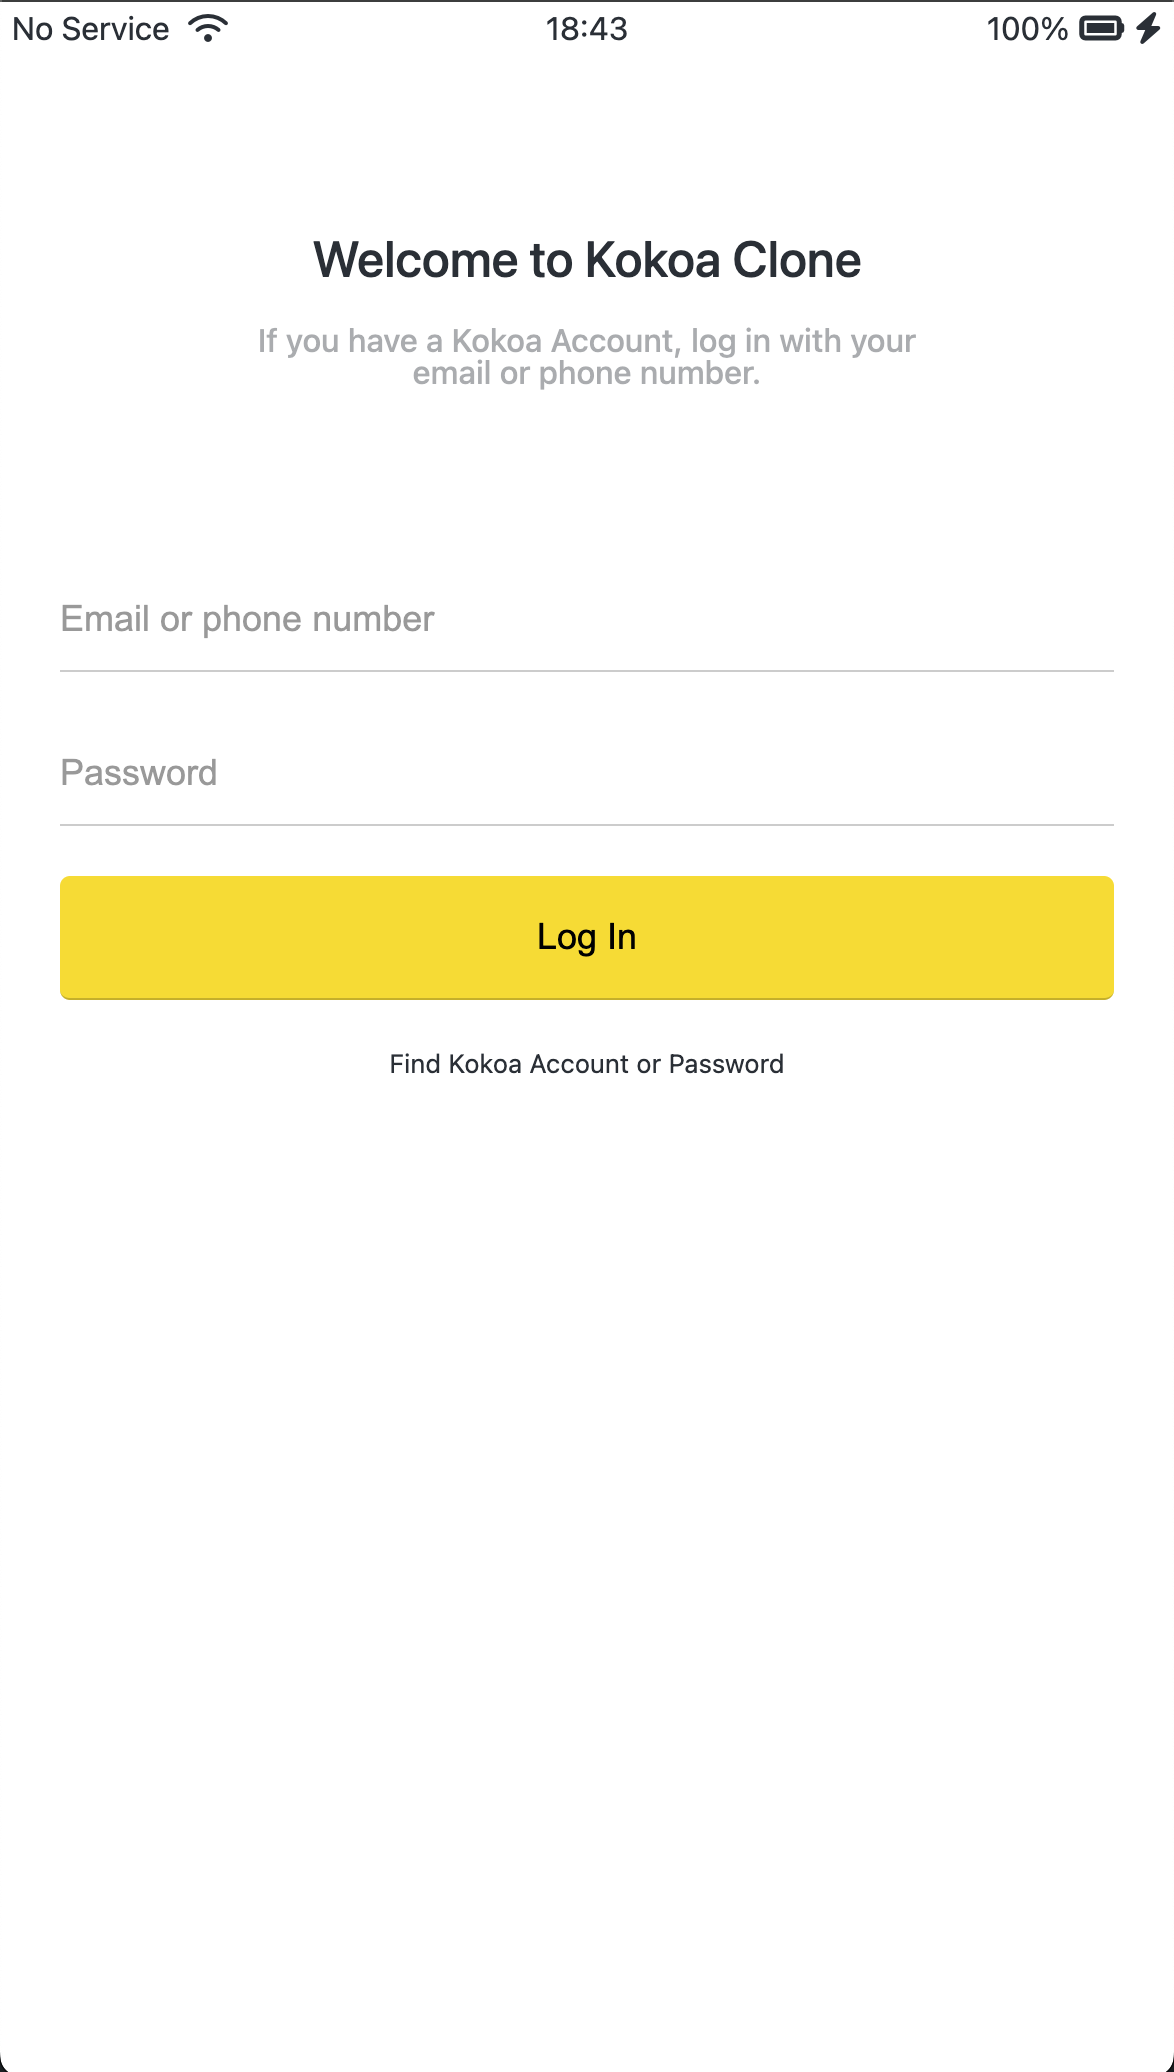 No Service 18:43 100%
Welcome to Kokoa Clone
If you have a Kokoa Account, log in with your
email or phone number.
Email or phone number
Password
Log In
Find Kokoa Account or Password